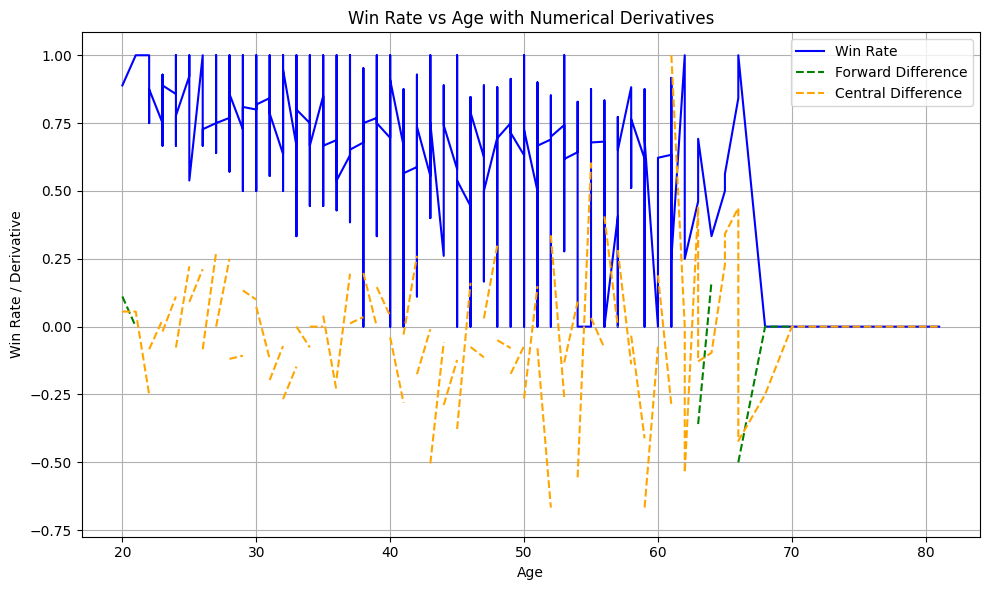 Win Rate vs Age with Numerical Derivatives
Win Rate
Forward Difference
Central Difference
Win Rate / Derivative
1.00
0.75
0.50
0.25
0.00
−0.25
−0.50
−0.75
20 30 40 50 60 70 80
Age